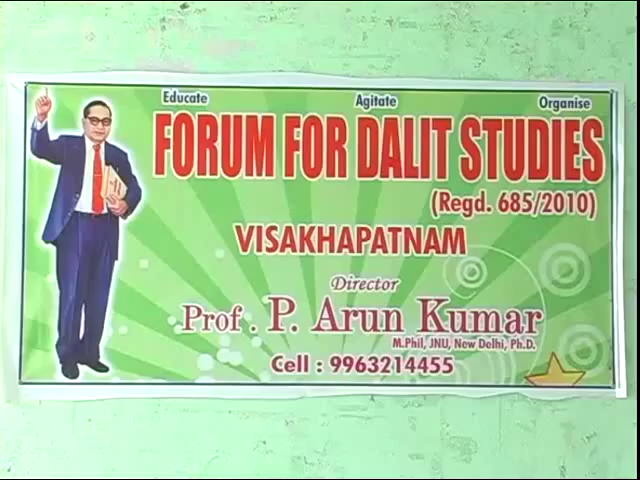 Educate Agitate Organise
FORUM FOR DALIT STUDIES
(Regd. 685/2010)
VISAKHAPATNAM
Director
Prof. P. Arun Kumar
M.Phil, JNU, New Delhi, Ph.D.
Cell : 9963214455